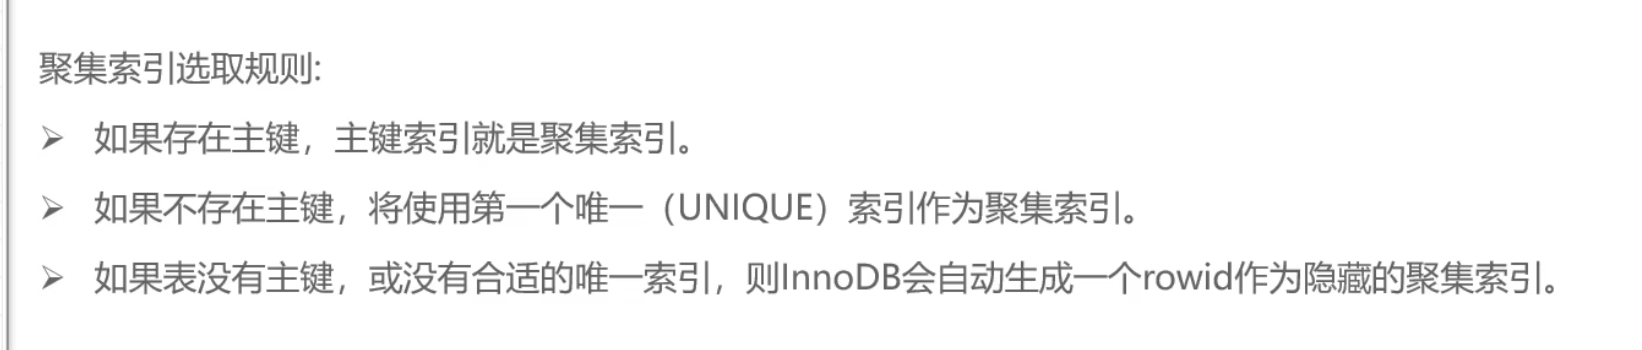 聚集索引选取规则:
➢ 如果存在主键，主键索引就是聚集索引。
➢ 如果不存在主键，将使用第一个唯一（UNIQUE）索引作为聚集索引。
➢ 如果表没有主键，或没有合适的唯一索引，则InnoDB会自动生成一个rowid作为隐藏的聚集索引。